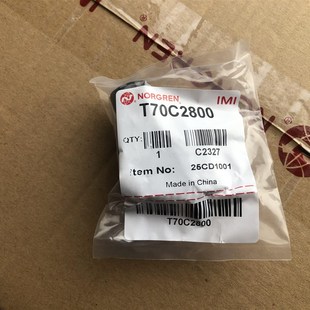 NORGREN
IMI
T70C2800
QTY:
1
C2327
Item No: 25CD1001
Made in China
T70C2800